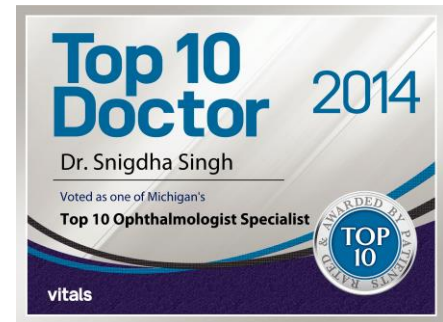 Top 10
Doctor
2014
Dr. Snigdha Singh
Voted as one of Michigan's
Top 10 Ophthalmologist Specialist
RATED & AWARDED BY PATIENTS
TOP
10
vitals